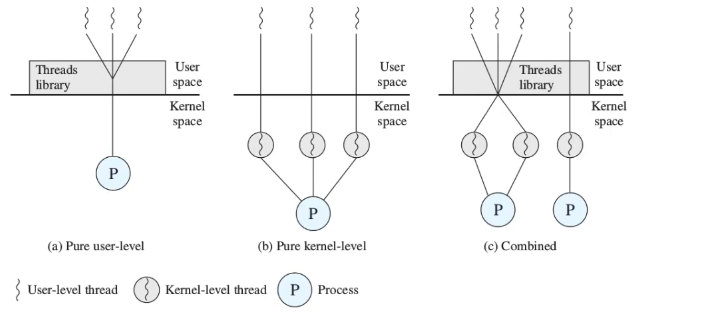 Threads
library
User
space
Kernel
space
P
(a) Pure user-level
User
space
Kernel
space
P
(b) Pure kernel-level
Threads
library
User
space
Kernel
space
P
P
(c) Combined
User-level thread
Kernel-level thread
P
Process